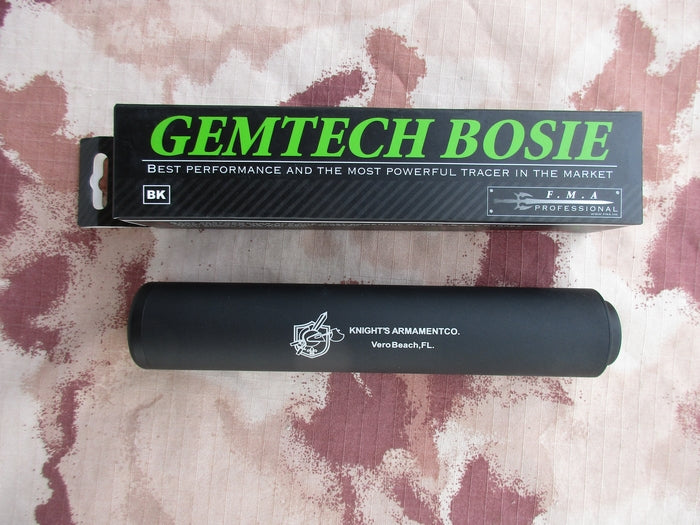 GEMTECH BOSIE
BEST PERFORMANCE AND THE MOST POWERFUL TRACER IN THE MARKET
BK
F.M.A
PROFESSIONAL
KNIGHT'S ARMAMENTCO.
Vero Beach,FL.